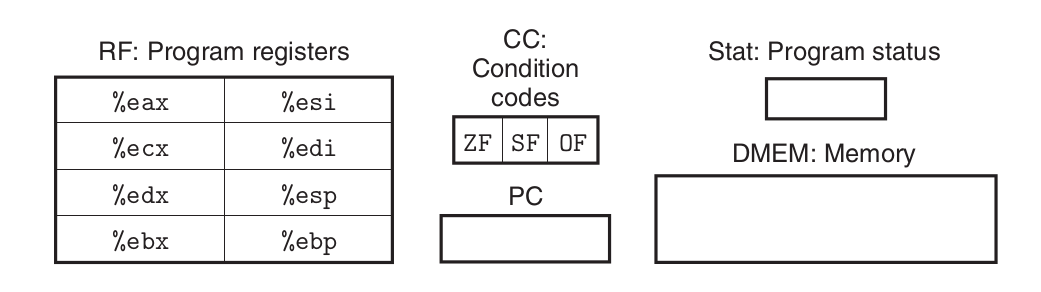 RF: Program registers
%eax %esi
%ecx %edi
%edx %esp
%ebx %ebp
CC:
Condition
codes
ZF SF OF
PC
Stat: Program status
DMEM: Memory